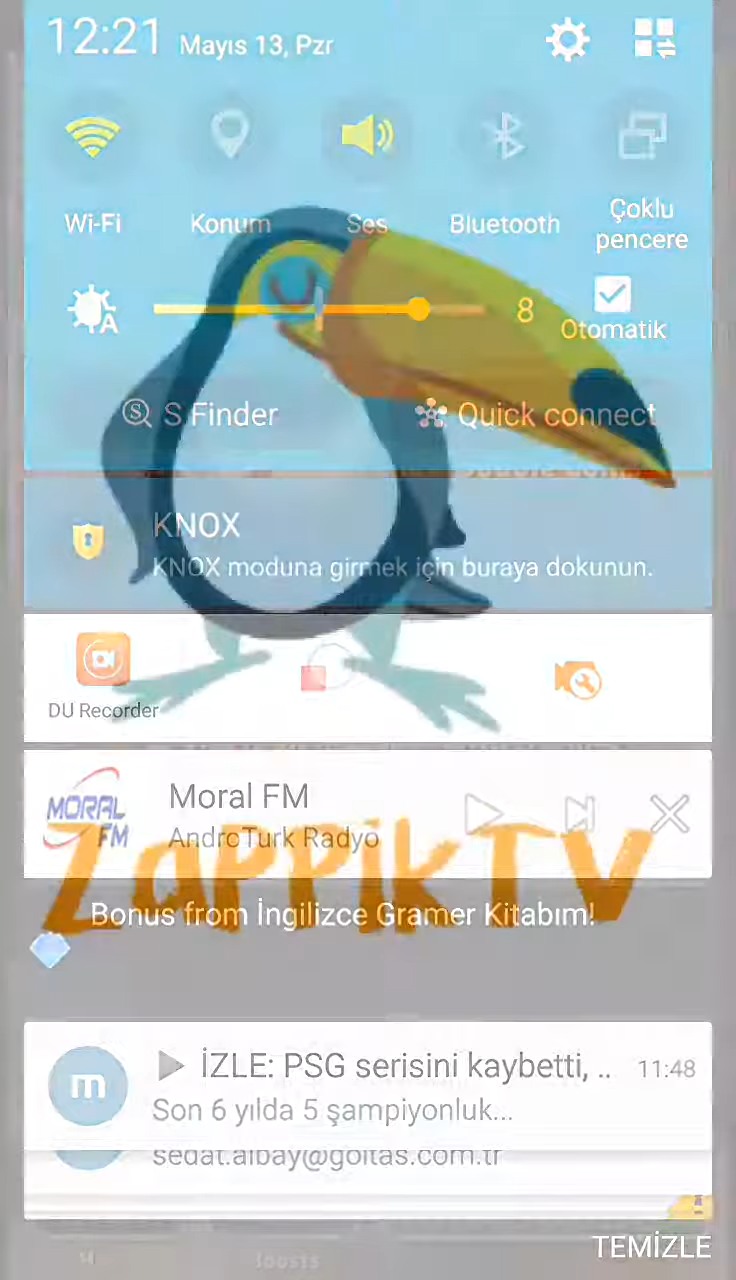 12:21 Mayıs 13, Pzr
Wi-Fi
Konum
Ses
Bluetooth
Çoklu
pencere
A
8
Otomatik
S Finder
Quick connect
KNOX
KNOX moduna girmek için buraya dokunun.
DU Recorder
MORAL
FM
Moral FM
AndroTurk Radyo
ZAPPiKTV
Bonus from İngilizce Gramer Kitabım!
m
İZLE: PSG serisini kaybetti, ..
11:48
Son 6 yılda 5 şampiyonluk...
sedat.albay@goltas.com.tr
TEMİZLE